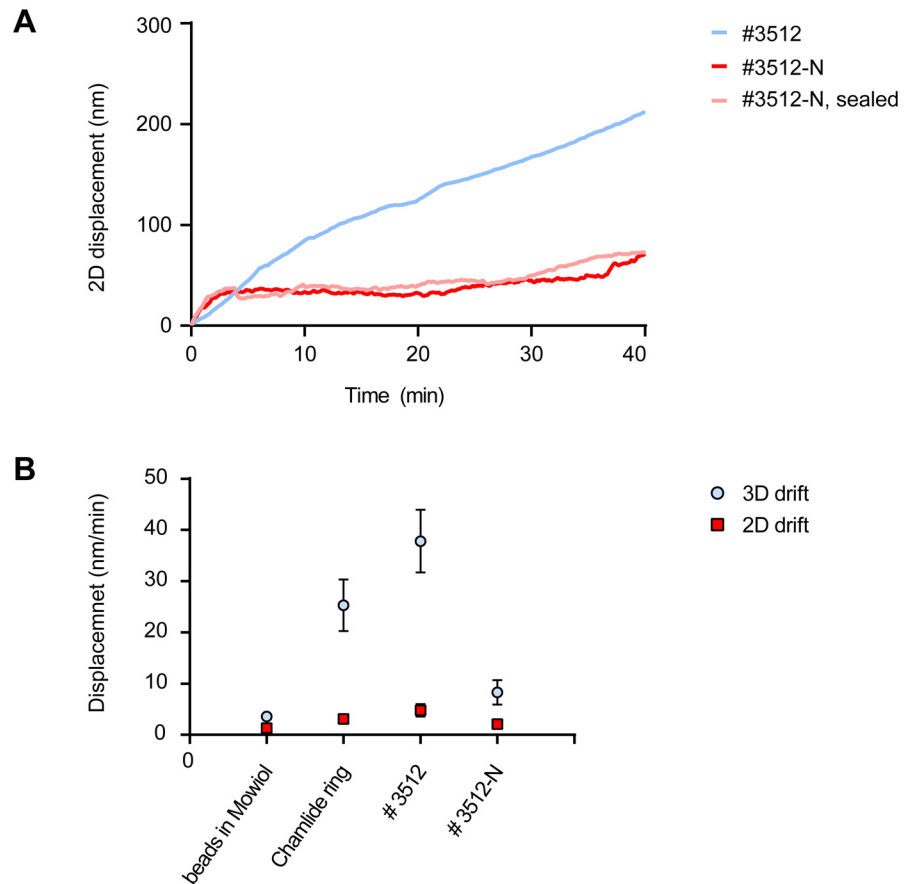 A
300
200
100
0
2D displacement (nm)
0 10 20 30 40
Time (min)
#3512
#3512-N
#3512-N, sealed
B
50
40
30
20
10
0
Displacemnet (nm/min)
0
beads in Mowiol
Chamlide ring
# 3512
# 3512-N
3D drift
2D drift